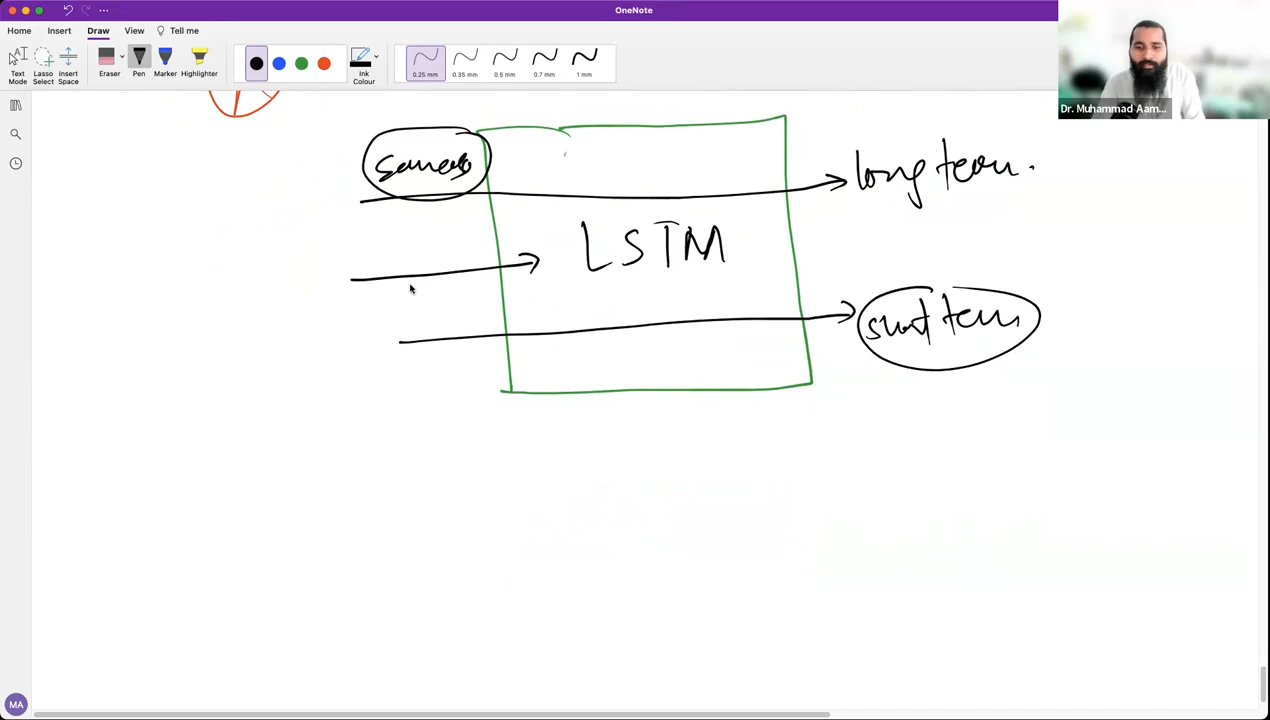 OneNote
Home Insert Draw View Tell me
Text Mode
Lasso Select
Insert Space
Eraser
Pen
Marker
Highlighter
Ink Colour
0.25 mm
0.35 mm
0.5 mm
0.7 mm
1 mm
Dr. Muhammad Aam...
long term.
LSTM
short term
MA